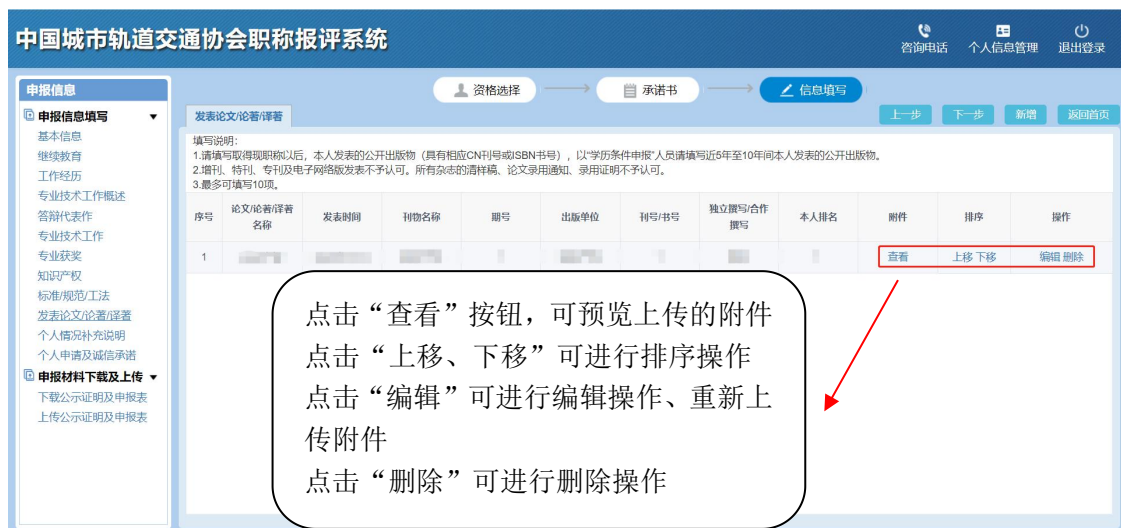 中国城市轨道交通协会职称报评系统
咨询电话
个人信息管理
退出登录
申报信息
申报信息填写
基本信息
继续教育
工作经历
专业技术工作概述
答辩代表作
专业技术工作
专业获奖
知识产权
标准/规范/工法
发表论文/论著/译著
个人情况补充说明
个人申请及诚信承诺
申报材料下载及上传
下载公示证明及申报表
上传公示证明及申报表
资格选择
承诺书
信息填写
发表论文/论著/译著
上一步
下一步
新增
返回首页
填写说明：
1.请填写取得现职称以后，本人发表的公开出版物（具有相应CN刊号或ISBN书号），以“学历条件申报”人员请填写近5年至10年间本人发表的公开出版物。
2.增刊、特刊、专刊及电子网络版发表不予认可。所有杂志的清样稿、论文录用通知、录用证明不予认可。
3.最多可填写10项。
序号
论文/论著/译著
名称
发表时间
刊物名称
期号
出版单位
刊号/书号
独立撰写/合作
撰写
本人排名
附件
排序
操作
1
查看
上移 下移
编辑 删除
点击“查看”按钮，可预览上传的附件
点击“上移、下移”可进行排序操作
点击“编辑”可进行编辑操作、重新上
传附件
点击“删除”可进行删除操作